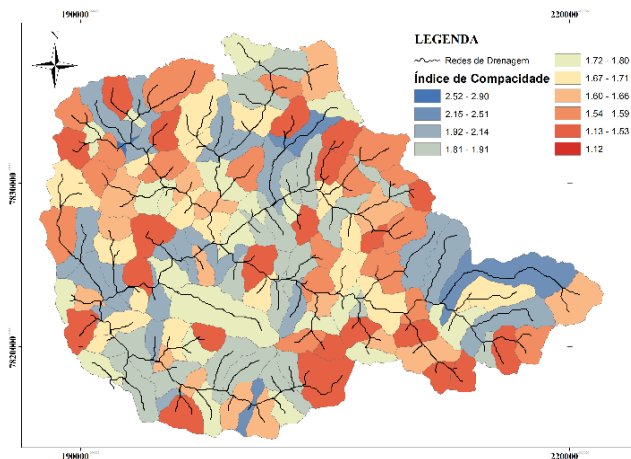 190000
220000
N
LEGENDA
Redes de Drenagem
Índice de Compacidade
2.52 - 2.90
2.15 - 2.51
1.92 - 2.14
1.81 - 1.91
1.72 - 1.80
1.67 - 1.71
1.60 - 1.66
1.54 - 1.59
1.13 - 1.53
1.12
7830000
7820000
190000
220000